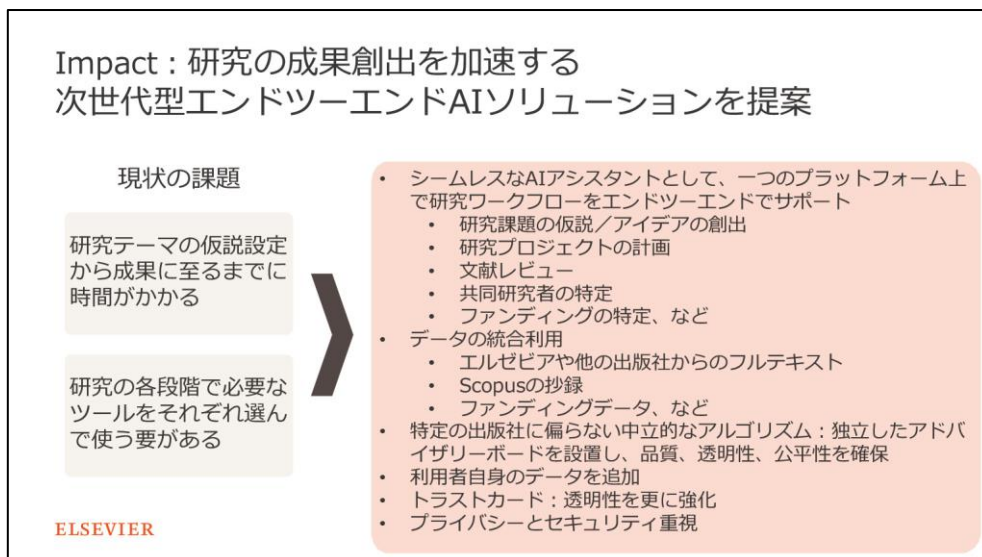 Impact：研究の成果創出を加速する
次世代型エンドツーエンドAIソリューションを提案
現状の課題
研究テーマの仮説設定
から成果に至るまでに
時間がかかる
研究の各段階で必要な
ツールをそれぞれ選ん
で使う要がある
• シームレスなAIアシスタントとして、一つのプラットフォーム上
で研究ワークフローをエンドツーエンドでサポート
• 研究課題の仮説／アイデアの創出
• 研究プロジェクトの計画
• 文献レビュー
• 共同研究者の特定
• ファンディングの特定、など
• データの統合利用
• エルゼビアや他の出版社からのフルテキスト
• Scopusの抄録
• ファンディングデータ、など
• 特定の出版社に偏らない中立的なアルゴリズム：独立したアドバ
イザリーボードを設置し、品質、透明性、公平性を確保
• 利用者自身のデータを追加
• トラストカード：透明性を更に強化
• プライバシーとセキュリティ重視
ELSEVIER